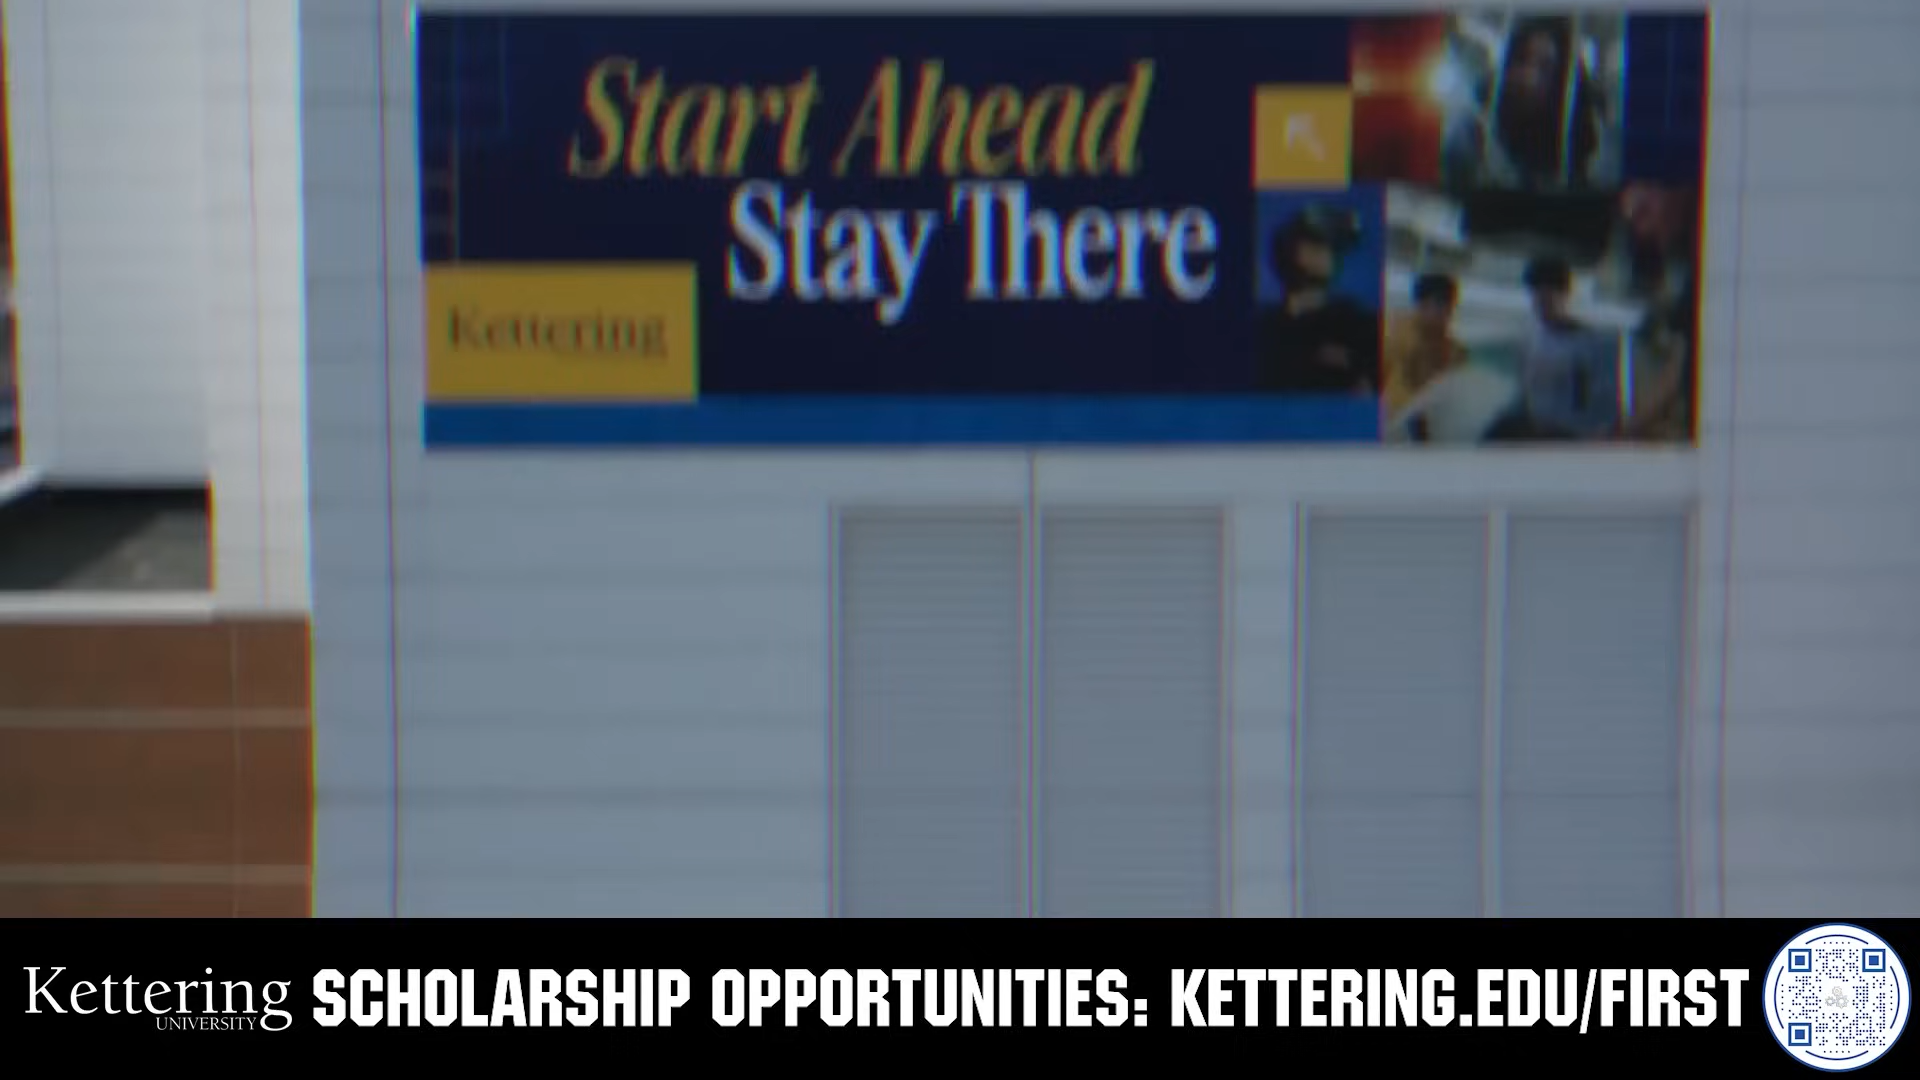 Start Ahead
Stay There
Kettering
Kettering
UNIVERSITY
SCHOLARSHIP OPPORTUNITIES: KETTERING.EDU/FIRST